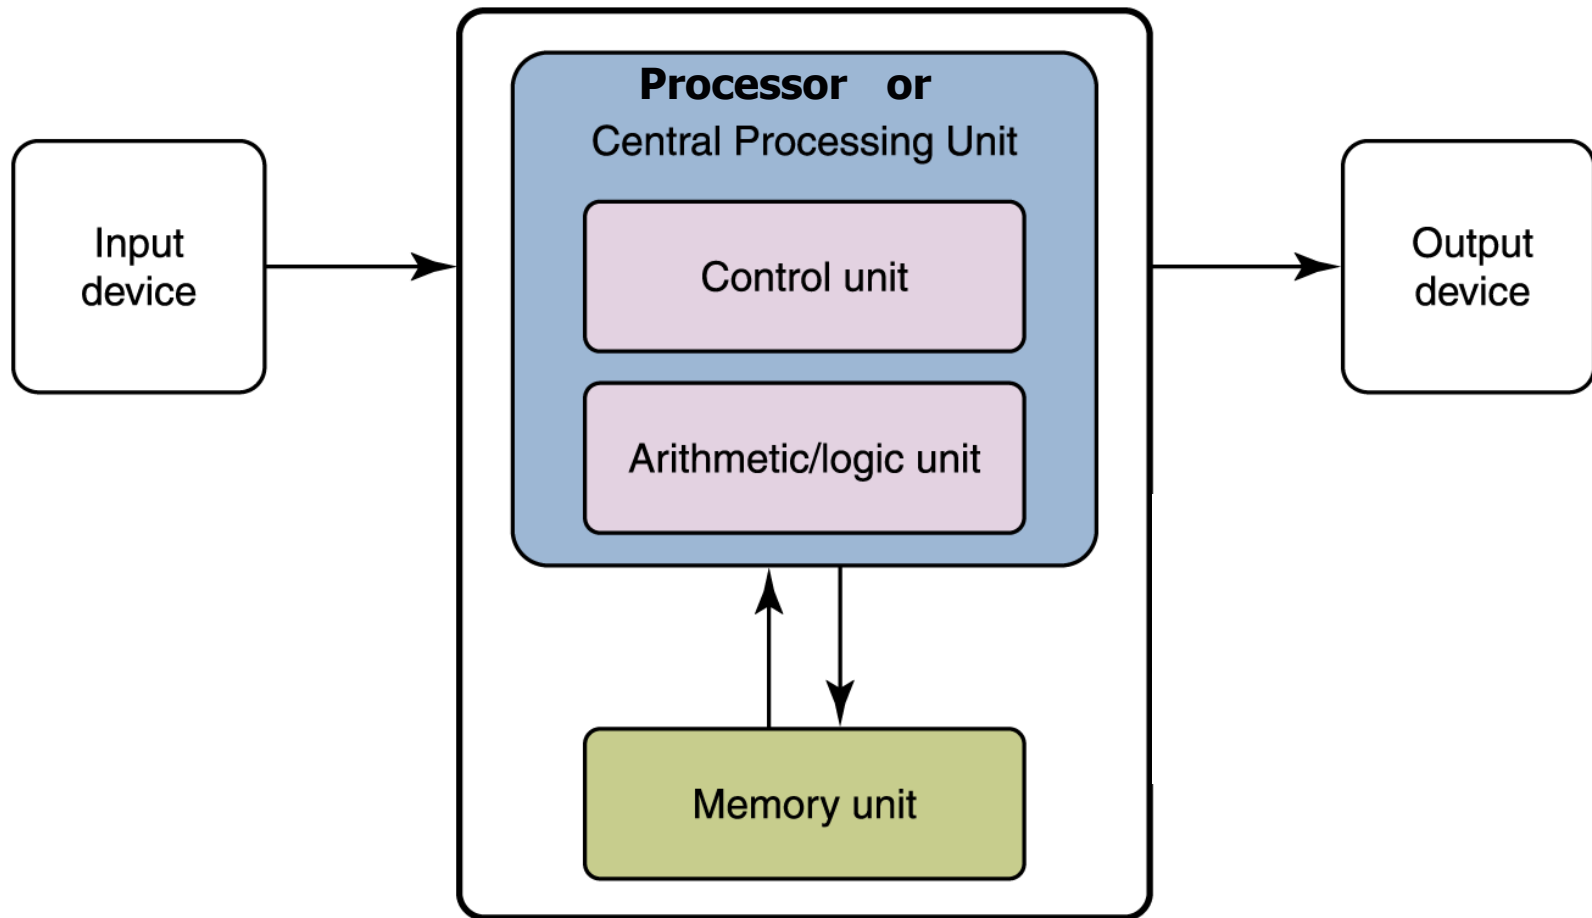 Processor or
Central Processing Unit
Input
device
Control unit
Output
device
Arithmetic/logic unit
Memory unit